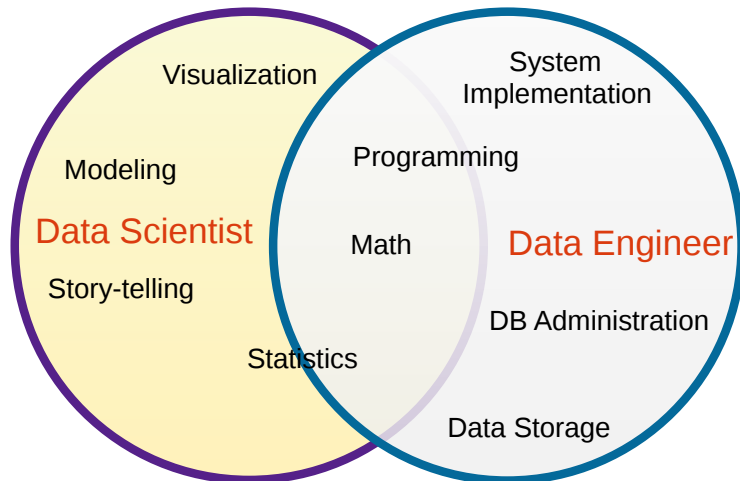 System
Implementation
Visualization
Programming
Modeling
Data Scientist
Math
Data Engineer
Story-telling
DB Administration
Statistics
Data Storage